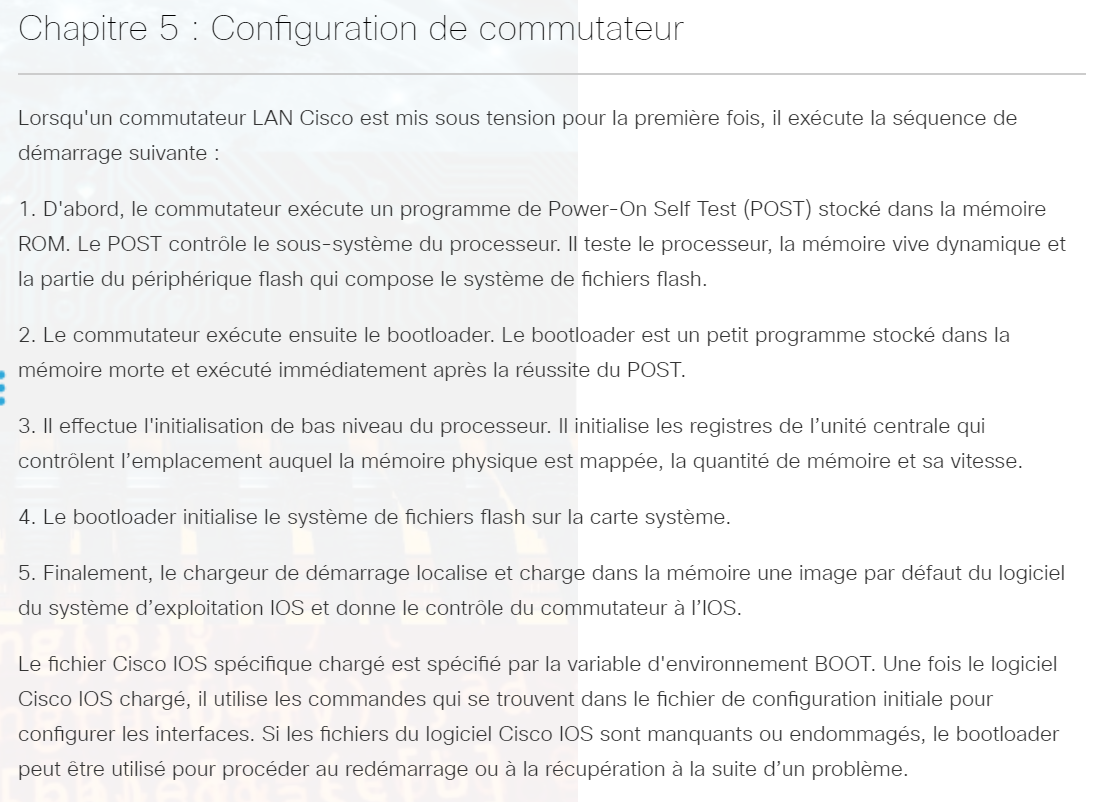 Chapitre 5 : Configuration de commutateur
Lorsqu'un commutateur LAN Cisco est mis sous tension pour la première fois, il exécute la séquence de
démarrage suivante :
1. D'abord, le commutateur exécute un programme de Power-On Self Test (POST) stocké dans la mémoire
ROM. Le POST contrôle le sous-système du processeur. Il teste le processeur, la mémoire vive dynamique et
la partie du périphérique flash qui compose le système de fichiers flash.
2. Le commutateur exécute ensuite le bootloader. Le bootloader est un petit programme stocké dans la
mémoire morte et exécuté immédiatement après la réussite du POST.
3. Il effectue l'initialisation de bas niveau du processeur. Il initialise les registres de l’unité centrale qui
contrôlent l’emplacement auquel la mémoire physique est mappée, la quantité de mémoire et sa vitesse.
4. Le bootloader initialise le système de fichiers flash sur la carte système.
5. Finalement, le chargeur de démarrage localise et charge dans la mémoire une image par défaut du logiciel
du système d’exploitation IOS et donne le contrôle du commutateur à l’IOS.
Le fichier Cisco IOS spécifique chargé est spécifié par la variable d'environnement BOOT. Une fois le logiciel
Cisco IOS chargé, il utilise les commandes qui se trouvent dans le fichier de configuration initiale pour
configurer les interfaces. Si les fichiers du logiciel Cisco IOS sont manquants ou endommagés, le bootloader
peut être utilisé pour procéder au redémarrage ou à la récupération à la suite d’un problème.